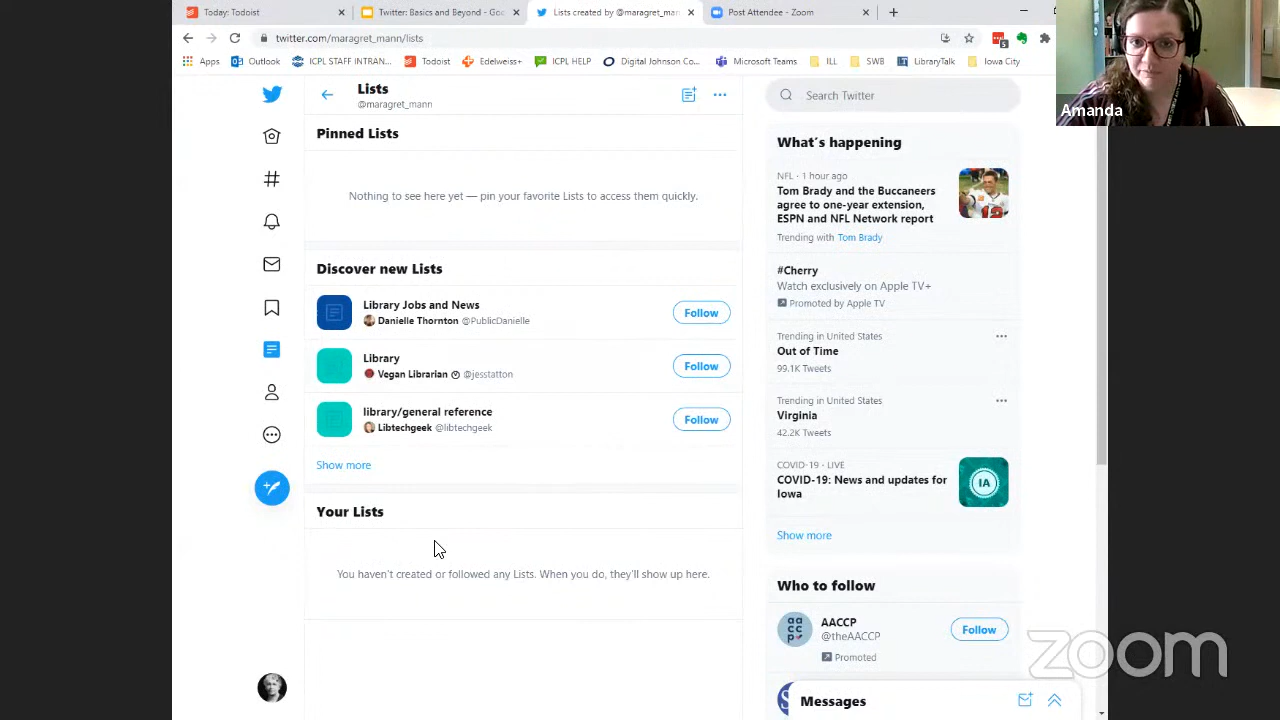 Today: Todoist
Twitter: Basics and Beyond - Goo
Lists created by @maragret_man
Post Attendee - Zoom
twitter.com/maragret_mann/lists
5
Apps
Outlook
ICPL STAFF INTRAN...
Todoist
Edelweiss+
ICPL HELP
Digital Johnson Co...
Microsoft Teams
ILL
SWB
LibraryTalk
Iowa City
Amanda
Lists
@maragret_mann
Pinned Lists
Nothing to see here yet — pin your favorite Lists to access them quickly.
Discover new Lists
Library Jobs and News
Danielle Thornton @PublicDanielle
Follow
Library
Vegan Librarian @jesstatton
Follow
library/general reference
Libtechgeek @libtechgeek
Follow
Show more
Your Lists
You haven't created or followed any Lists. When you do, they'll show up here.
Search Twitter
What's happening
NFL · 1 hour ago
Tom Brady and the Buccaneers
agree to one-year extension,
ESPN and NFL Network report
Trending with Tom Brady
#Cherry
Watch exclusively on Apple TV+
Promoted by Apple TV
Trending in United States
Out of Time
99.1K Tweets
Trending in United States
Virginia
42.2K Tweets
COVID-19 · LIVE
COVID-19: News and updates for
Iowa
IA
Show more
Who to follow
aa
cc
p
AACCP
@theAACCP
Follow
Promoted
Messages
zoom